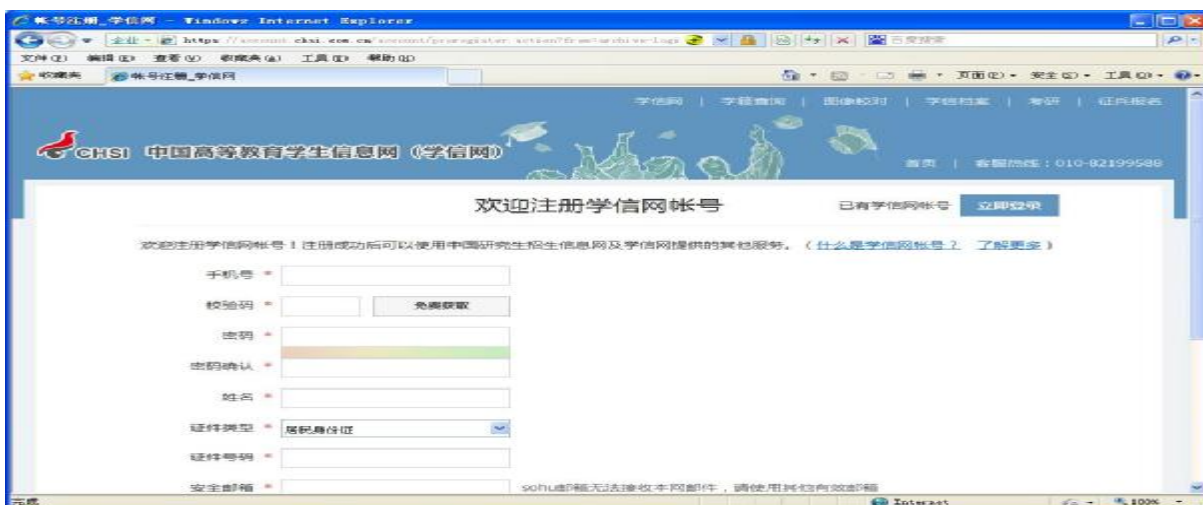 帐号注册_学信网 - Windows Internet Explorer
百度搜索
文件(F) 编辑(E) 查看(V) 收藏夹(A) 工具(T) 帮助(H)
收藏夹 帐号注册_学信网 页面(P) 安全(S) 工具(O)
学信网 | 学籍查询 | 图像校对 | 学信档案 | 考研 | 征兵报名
CHSI 中国高等教育学生信息网（学信网）
首页 | 客服热线：010-82199588
欢迎注册学信网帐号 已有学信网帐号 立即登录
欢迎注册学信网帐号！注册成功后可以使用中国研究生招生信息网及学信网提供的其他服务。（什么是学信网帐号？ 了解更多）
手机号 *
校验码 * 免费获取
密码 *
密码确认 *
姓名 *
证件类型 * 居民身份证
证件号码 *
安全邮箱 * sohu邮箱无法接收本网邮件，请使用其他有效邮箱
完成 Internet 100%